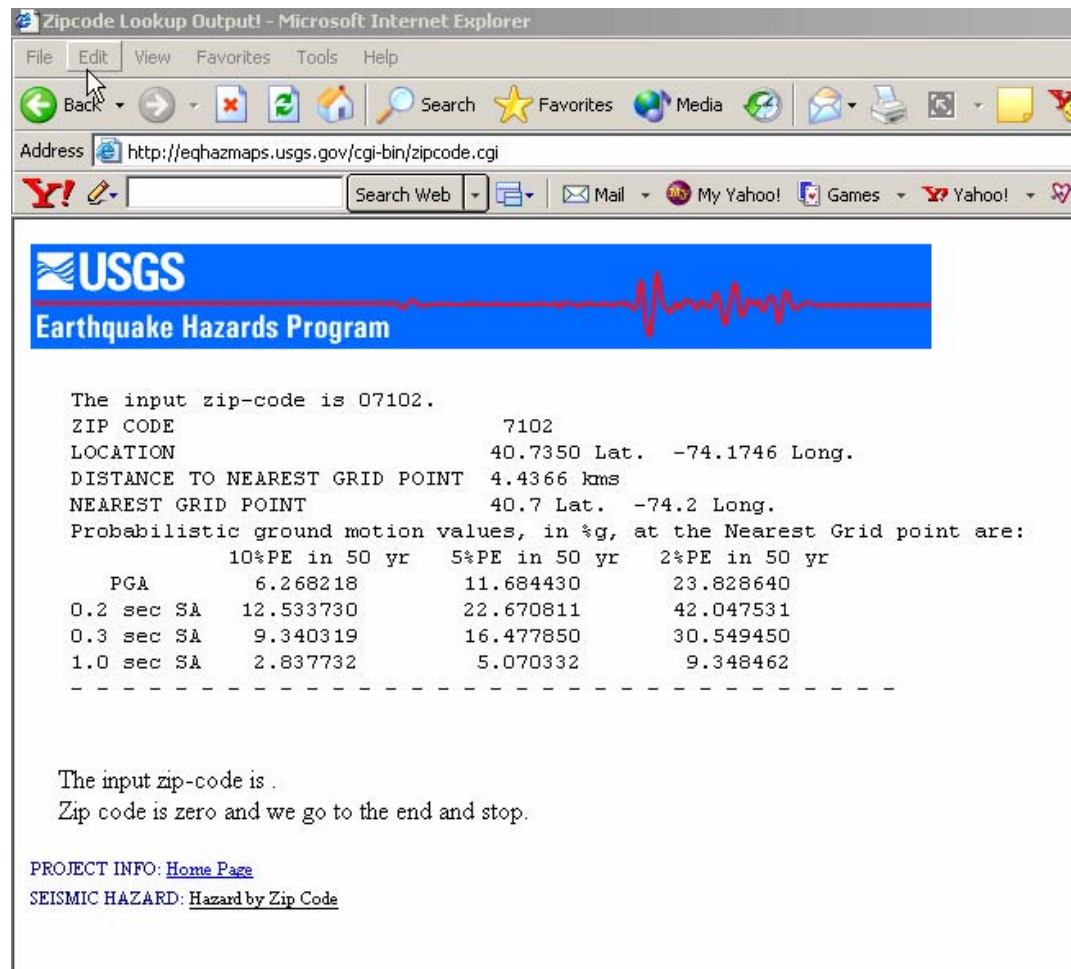 Zipcode Lookup Output! - Microsoft Internet Explorer
File Edit View Favorites Tools Help
Back Search Favorites Media
Address http://eqhazmaps.usgs.gov/cgi-bin/zipcode.cgi
Y! Search Web Mail My Yahoo! Games Y? Yahoo!
USGS
Earthquake Hazards Program
The input zip-code is 07102.
ZIP CODE 7102
LOCATION 40.7350 Lat. -74.1746 Long.
DISTANCE TO NEAREST GRID POINT 4.4366 kms
NEAREST GRID POINT 40.7 Lat. -74.2 Long.
Probabilistic ground motion values, in %g, at the Nearest Grid point are:
10%PE in 50 yr 5%PE in 50 yr 2%PE in 50 yr
PGA 6.268218 11.684430 23.828640
0.2 sec SA 12.533730 22.670811 42.047531
0.3 sec SA 9.340319 16.477850 30.549450
1.0 sec SA 2.837732 5.070332 9.348462
- - - - - - - - - - - - - - - - - - - - - - - - - - - - - - - -
The input zip-code is .
Zip code is zero and we go to the end and stop.
PROJECT INFO: Home Page
SEISMIC HAZARD: Hazard by Zip Code